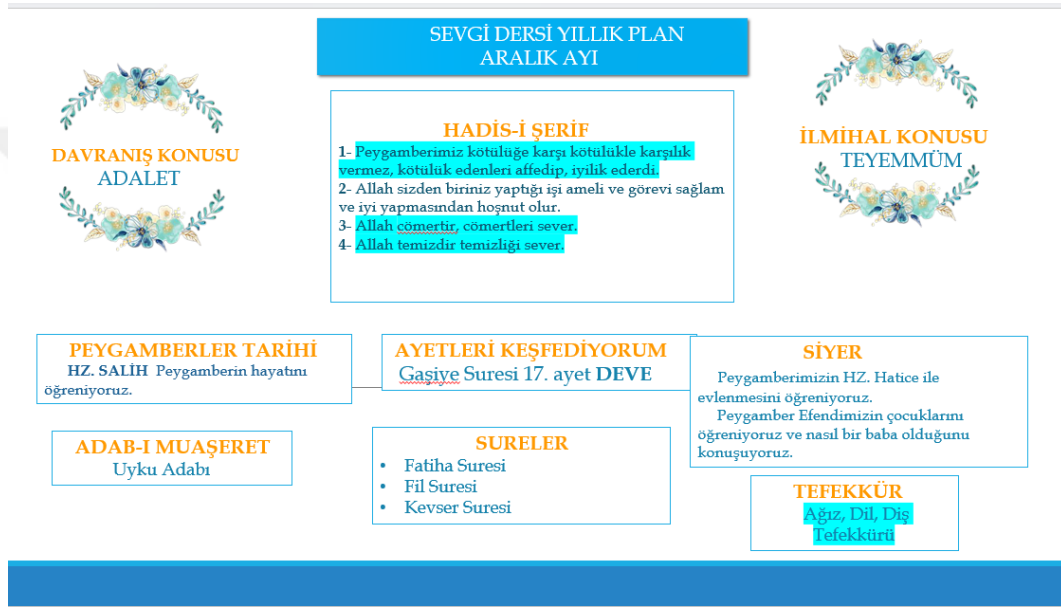 SEVGİ DERSİ YILLIK PLAN
ARALIK AYI
DAVRANIŞ KONUSU
ADALET
HADİS-İ ŞERİF
1- Peygamberimiz kötülüğe karşı kötülükle karşılık
vermez, kötülük edenleri affedip, iyilik ederdi.
2- Allah sizden biriniz yaptığı işi ameli ve görevi sağlam
ve iyi yapmasından hoşnut olur.
3- Allah cömertir, cömertleri sever.
4- Allah temizdir temizliği sever.
İLMİHAL KONUSU
TEYEMMÜM
PEYGAMBERLER TARİHİ
HZ. SALİH Peygamberin hayatını
öğreniyoruz.
AYETLERİ KEŞFEDİYORUM
Gaşiye Suresi 17. ayet DEVE
SİYER
Peygamberimizin HZ. Hatice ile
evlenmesini öğreniyoruz.
Peygamber Efendimizin çocuklarını
öğreniyoruz ve nasıl bir baba olduğunu
konuşuyoruz.
ADAB-I MUAŞERET
Uyku Adabı
SURELER
• Fatiha Suresi
• Fil Suresi
• Kevser Suresi
TEFEKKÜR
Ağız, Dil, Diş
Tefekkürü